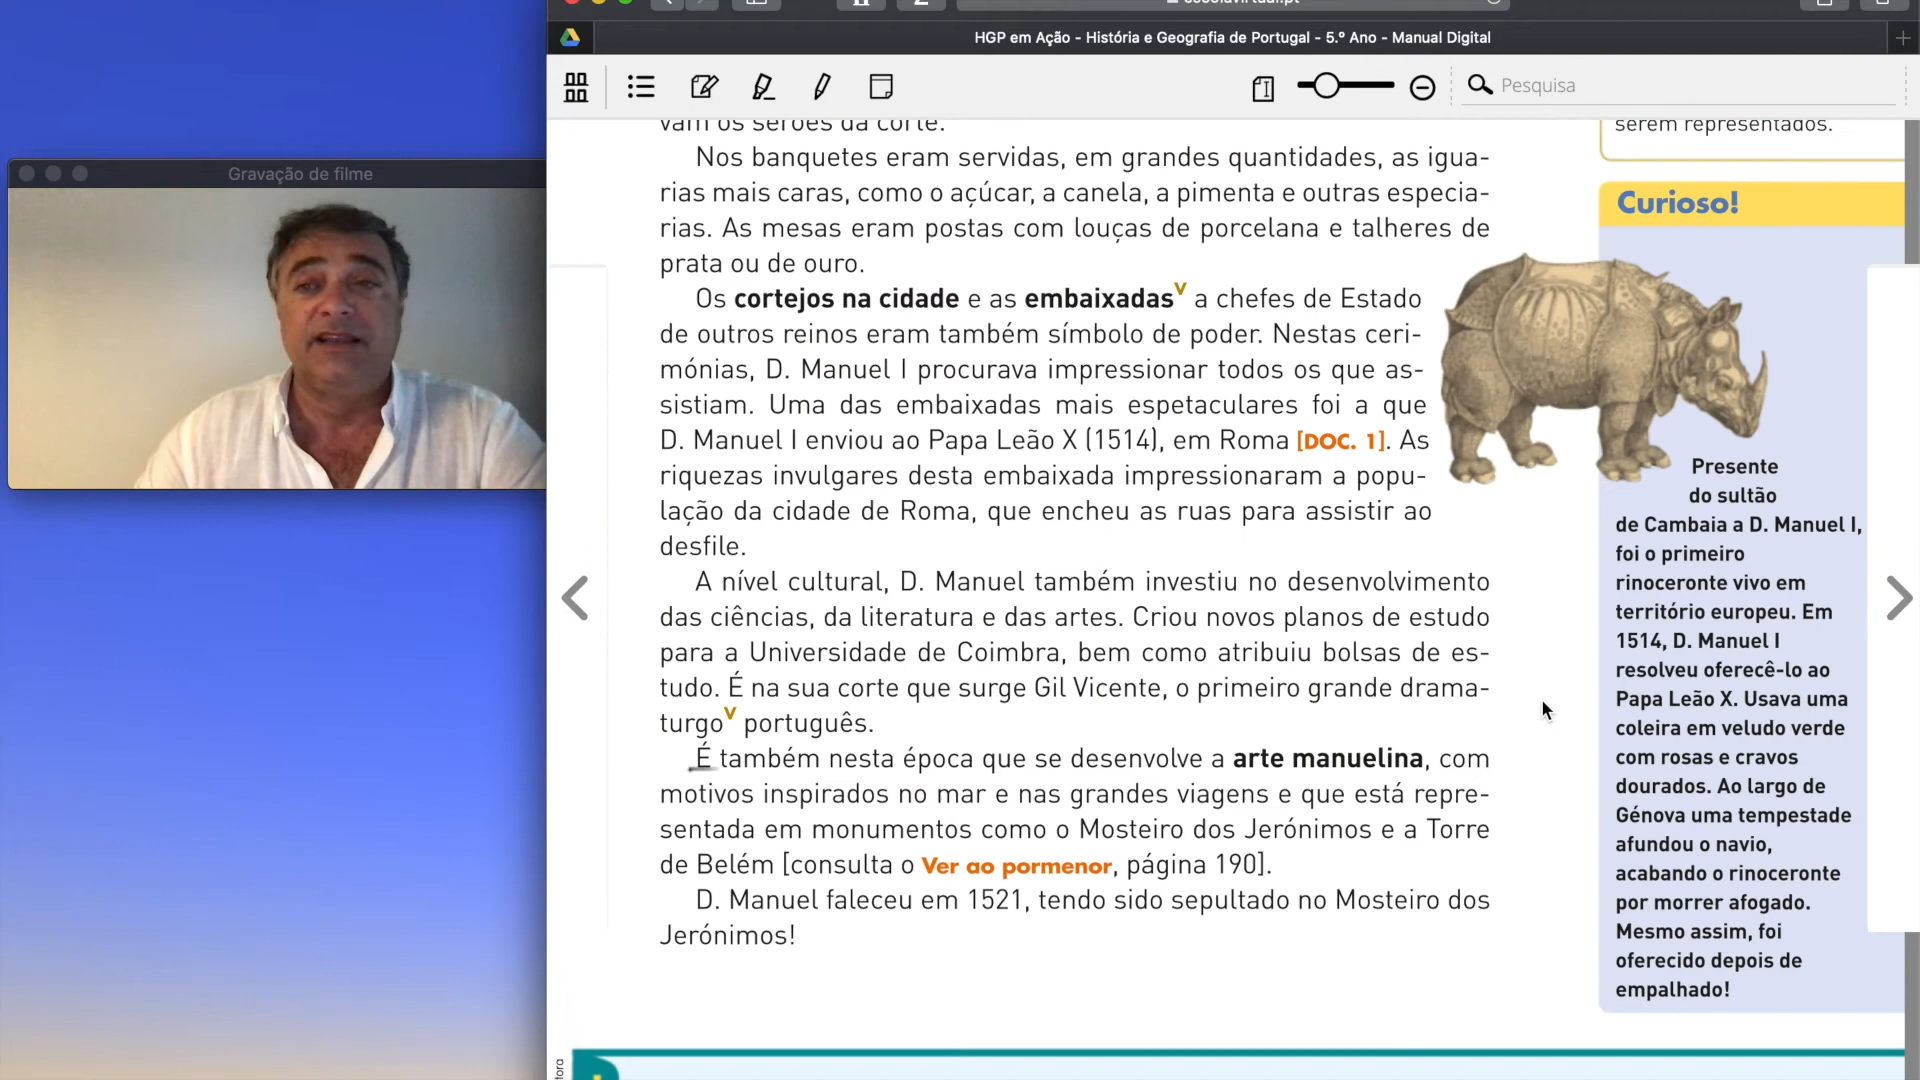 HGP em Ação - História e Geografia de Portugal - 5.º Ano - Manual Digital
Pesquisa
Gravação de filme
vam os serões da corte.
Nos banquetes eram servidas, em grandes quantidades, as igua-
rias mais caras, como o açúcar, a canela, a pimenta e outras especia-
rias. As mesas eram postas com louças de porcelana e talheres de
prata ou de ouro.
Os cortejos na cidade e as embaixadasV a chefes de Estado
de outros reinos eram também símbolo de poder. Nestas ceri-
mónias, D. Manuel I procurava impressionar todos os que as-
sistiam. Uma das embaixadas mais espetaculares foi a que
D. Manuel I enviou ao Papa Leão X (1514), em Roma [DOC. 1]. As
riquezas invulgares desta embaixada impressionaram a popu-
lação da cidade de Roma, que encheu as ruas para assistir ao
desfile.
A nível cultural, D. Manuel também investiu no desenvolvimento
das ciências, da literatura e das artes. Criou novos planos de estudo
para a Universidade de Coimbra, bem como atribuiu bolsas de es-
tudo. É na sua corte que surge Gil Vicente, o primeiro grande drama-
turgoV português.
É também nesta época que se desenvolve a arte manuelina, com
motivos inspirados no mar e nas grandes viagens e que está repre-
sentada em monumentos como o Mosteiro dos Jerónimos e a Torre
de Belém [consulta o Ver ao pormenor, página 190].
D. Manuel faleceu em 1521, tendo sido sepultado no Mosteiro dos
Jerónimos!
serem representados.
Curioso!
Presente
do sultão
de Cambaia a D. Manuel I,
foi o primeiro
rinoceronte vivo em
território europeu. Em
1514, D. Manuel I
resolveu oferecê-lo ao
Papa Leão X. Usava uma
coleira em veludo verde
com rosas e cravos
dourados. Ao largo de
Génova uma tempestade
afundou o navio,
acabando o rinoceronte
por morrer afogado.
Mesmo assim, foi
oferecido depois de
empalhado!